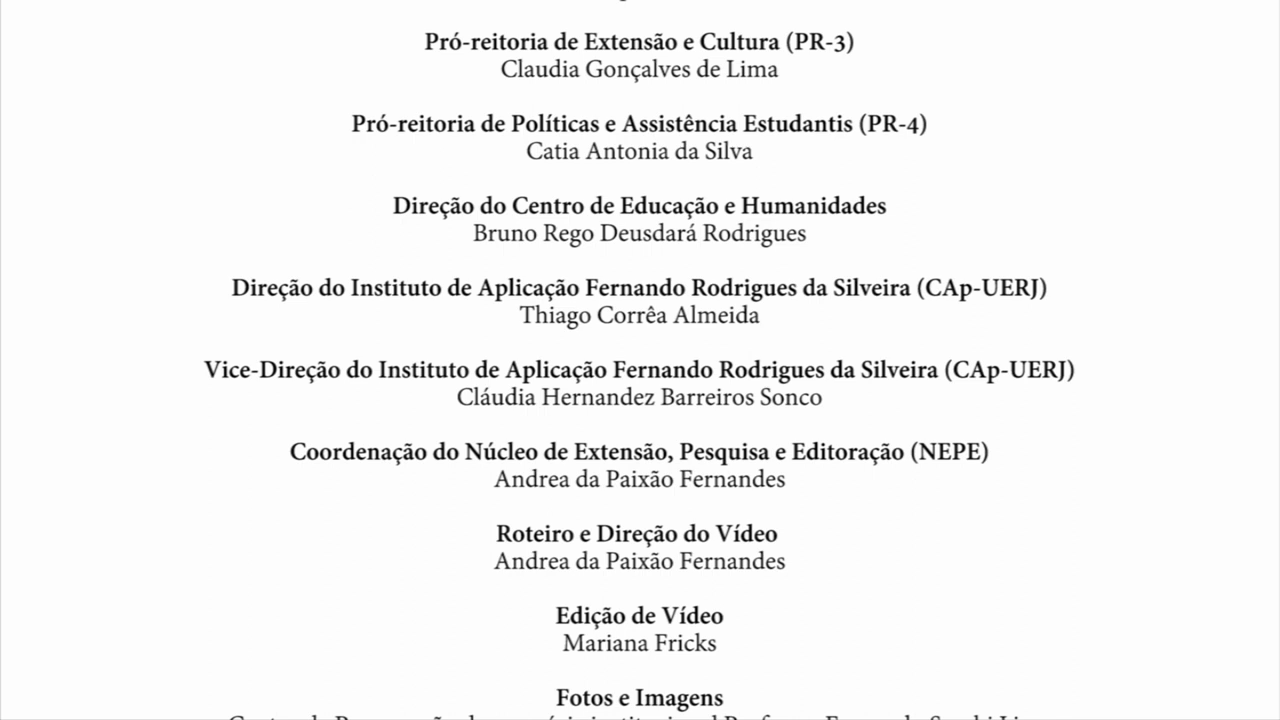 Pró-reitoria de Extensão e Cultura (PR-3)
Claudia Gonçalves de Lima
Pró-reitoria de Políticas e Assistência Estudantis (PR-4)
Catia Antonia da Silva
Direção do Centro de Educação e Humanidades
Bruno Rego Deusdará Rodrigues
Direção do Instituto de Aplicação Fernando Rodrigues da Silveira (CAp-UERJ)
Thiago Corrêa Almeida
Vice-Direção do Instituto de Aplicação Fernando Rodrigues da Silveira (CAp-UERJ)
Cláudia Hernandez Barreiros Sonco
Coordenação do Núcleo de Extensão, Pesquisa e Editoração (NEPE)
Andrea da Paixão Fernandes
Roteiro e Direção do Vídeo
Andrea da Paixão Fernandes
Edição de Vídeo
Mariana Fricks
Fotos e Imagens